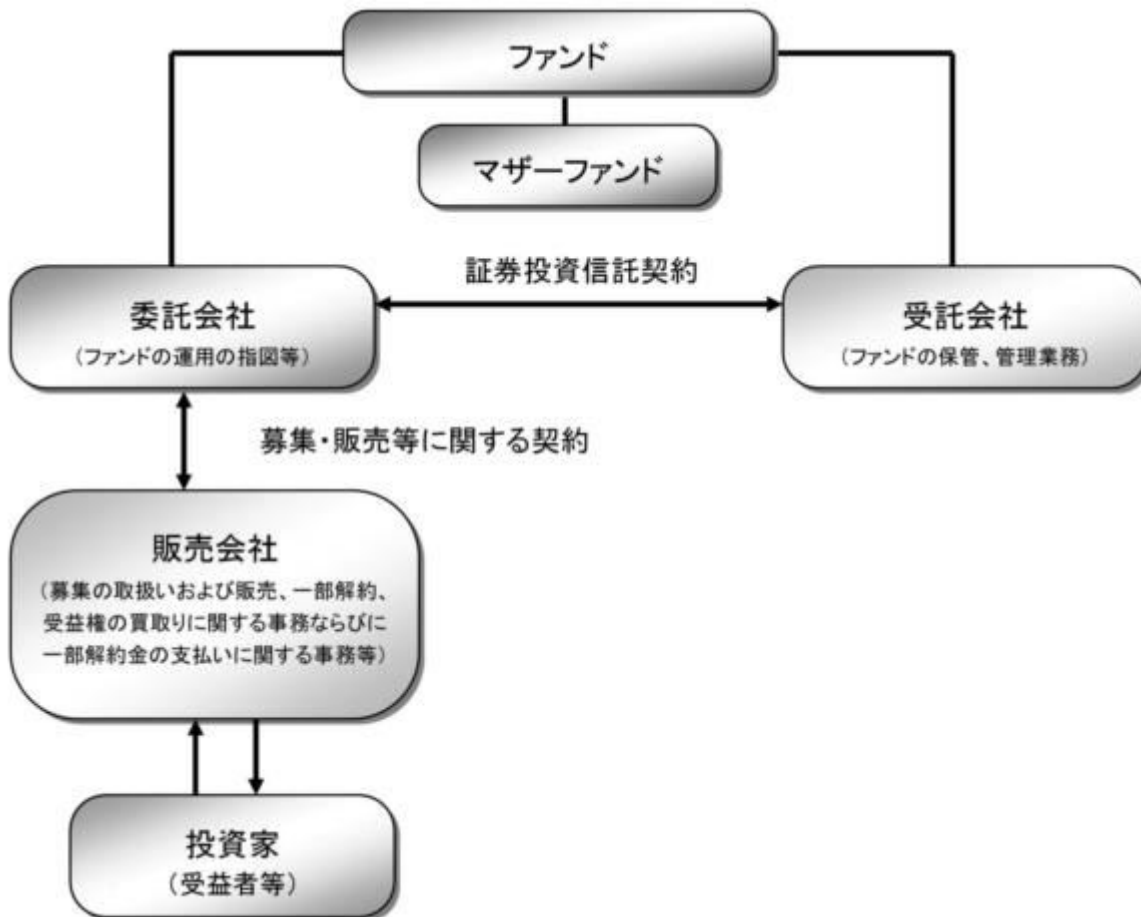 ファンド
マザーファンド
証券投資信託契約
委託会社
(ファンドの運用の指図等)
受託会社
(ファンドの保管、管理業務)
募集・販売等に関する契約
販売会社
(募集の取扱いおよび販売、一部解約、
受益権の買取りに関する事務ならびに
一部解約金の支払いに関する事務等)
投資家
(受益者等)